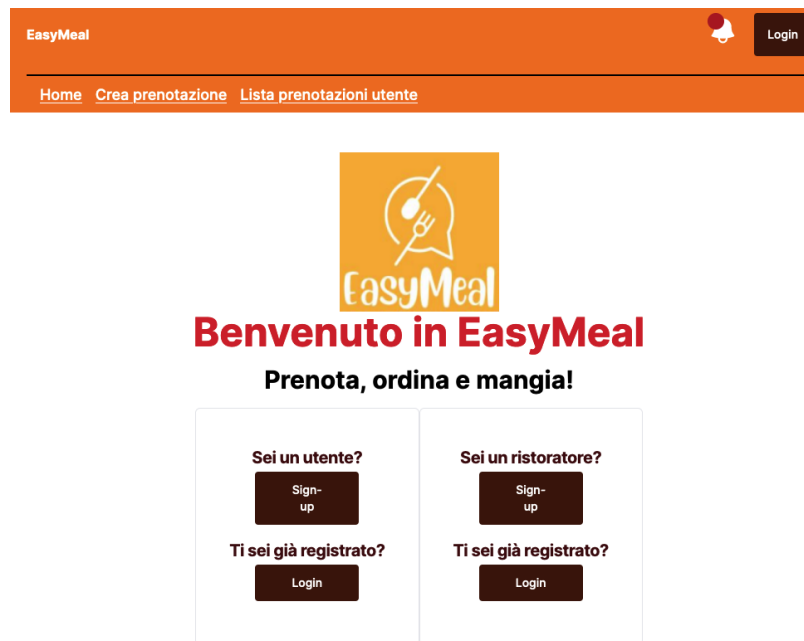 EasyMeal
Login
Home Crea prenotazione Lista prenotazioni utente
EasyMeal
Benvenuto in EasyMeal
Prenota, ordina e mangia!
Sei un utente?
Sign-
up
Ti sei già registrato?
Login
Sei un ristoratore?
Sign-
up
Ti sei già registrato?
Login